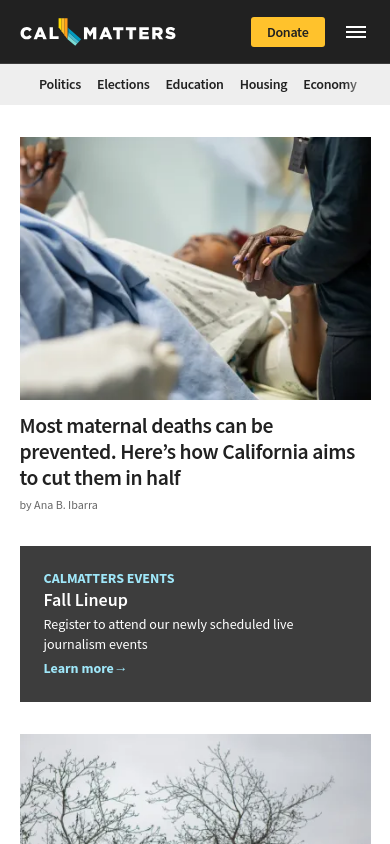 CAL MATTERS
Donate
Politics Elections Education Housing Economy
Most maternal deaths can be
prevented. Here’s how California aims
to cut them in half
by Ana B. Ibarra
CALMATTERS EVENTS
Fall Lineup
Register to attend our newly scheduled live
journalism events
Learn more→